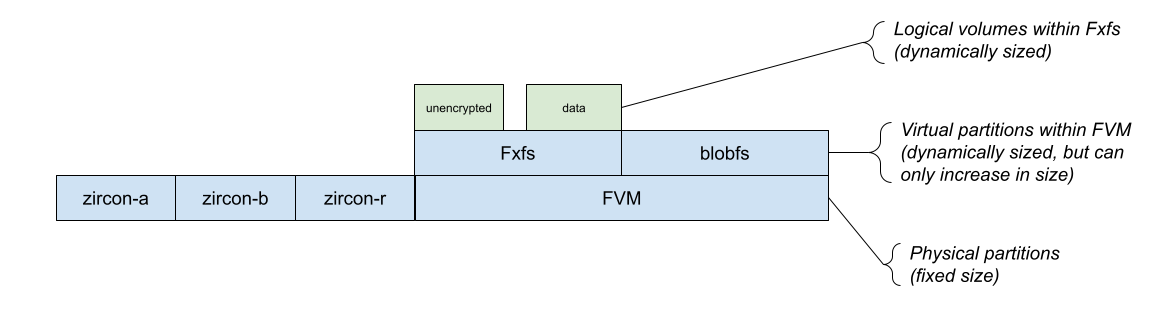 Logical volumes within Fxfs
(dynamically sized)
unencrypted
data
Virtual partitions within FVM
(dynamically sized, but can
only increase in size)
Fxfs
blobfs
zircon-a
zircon-b
zircon-r
FVM
Physical partitions
(fixed size)